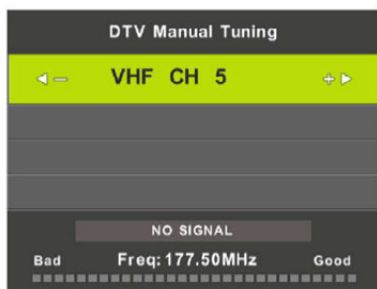 DTV Manual Tuning
VHF CH 5
NO SIGNAL
Bad Freq:177.50MHz Good